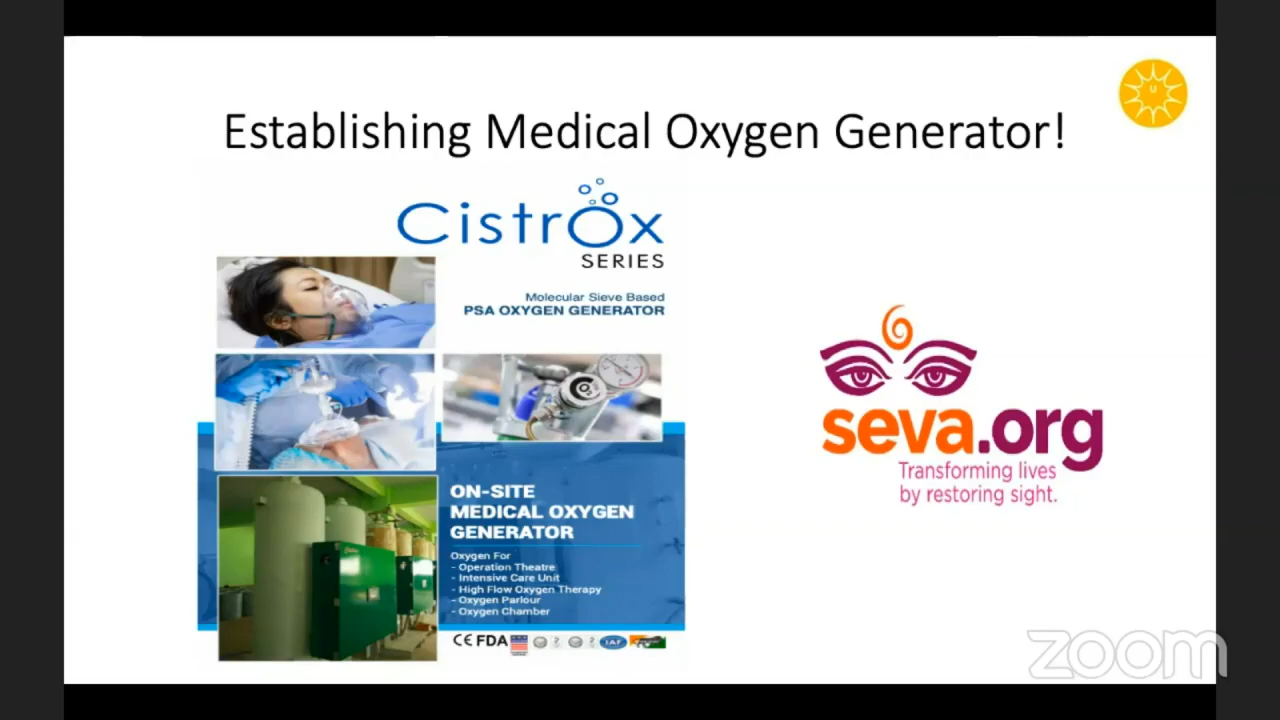 U
Establishing Medical Oxygen Generator!
CistrOx
SERIES
Molecular Sieve Based
PSA OXYGEN GENERATOR
ON-SITE
MEDICAL OXYGEN
GENERATOR
Oxygen For
- Operation Theatre
- Intensive Care Unit
- High Flow Oxygen Therapy
- Oxygen Parlour
- Oxygen Chamber
CE FDA IAF
seva.org
Transforming lives
by restoring sight.
zoom